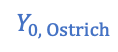 Y0, Ostrich